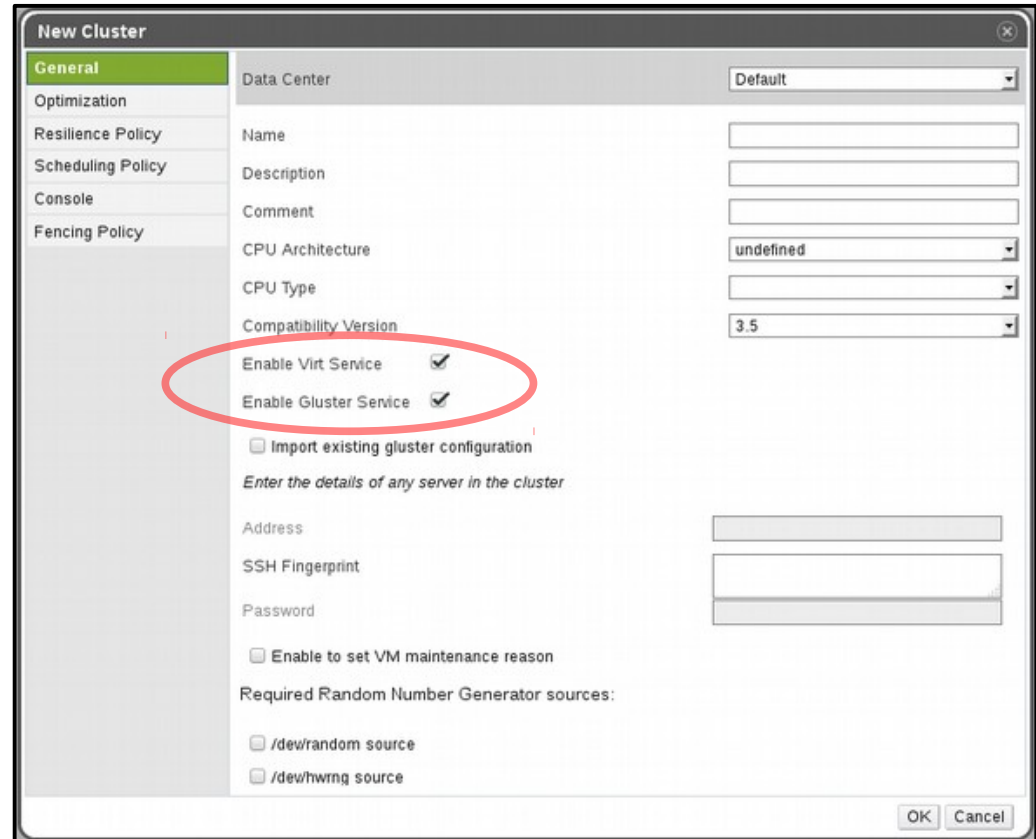 New Cluster
General
Optimization
Resilience Policy
Scheduling Policy
Console
Fencing Policy
Data Center Default
Name
Description
Comment
CPU Architecture undefined
CPU Type
Compatibility Version 3.5
Enable Virt Service
Enable Gluster Service
Import existing gluster configuration
Enter the details of any server in the cluster
Address
SSH Fingerprint
Password
Enable to set VM maintenance reason
Required Random Number Generator sources:
/dev/random source
/dev/hwrng source
OK Cancel